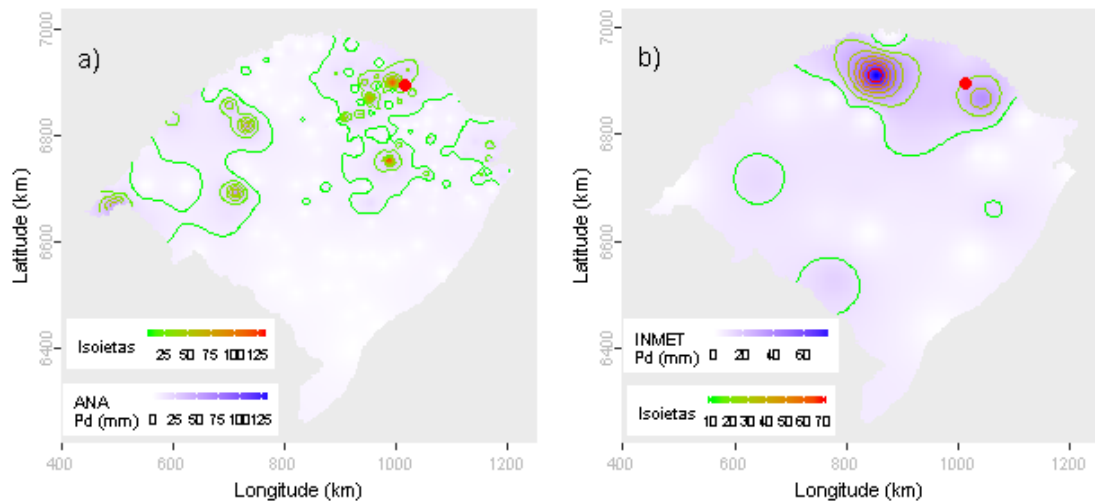 a)
7000
6800
6600
6400
Latitude (km)
Isoietas
25 50 75 100 125
ANA
Pd (mm)
0 25 50 75 100 125
400 600 800 1000 1200
Longitude (km)
b)
7000
6800
6600
6400
Latitude (km)
INMET
Pd (mm)
0 20 40 60
Isoietas
10 20 30 40 50 60 70
400 600 800 1000 1200
Longitude (km)